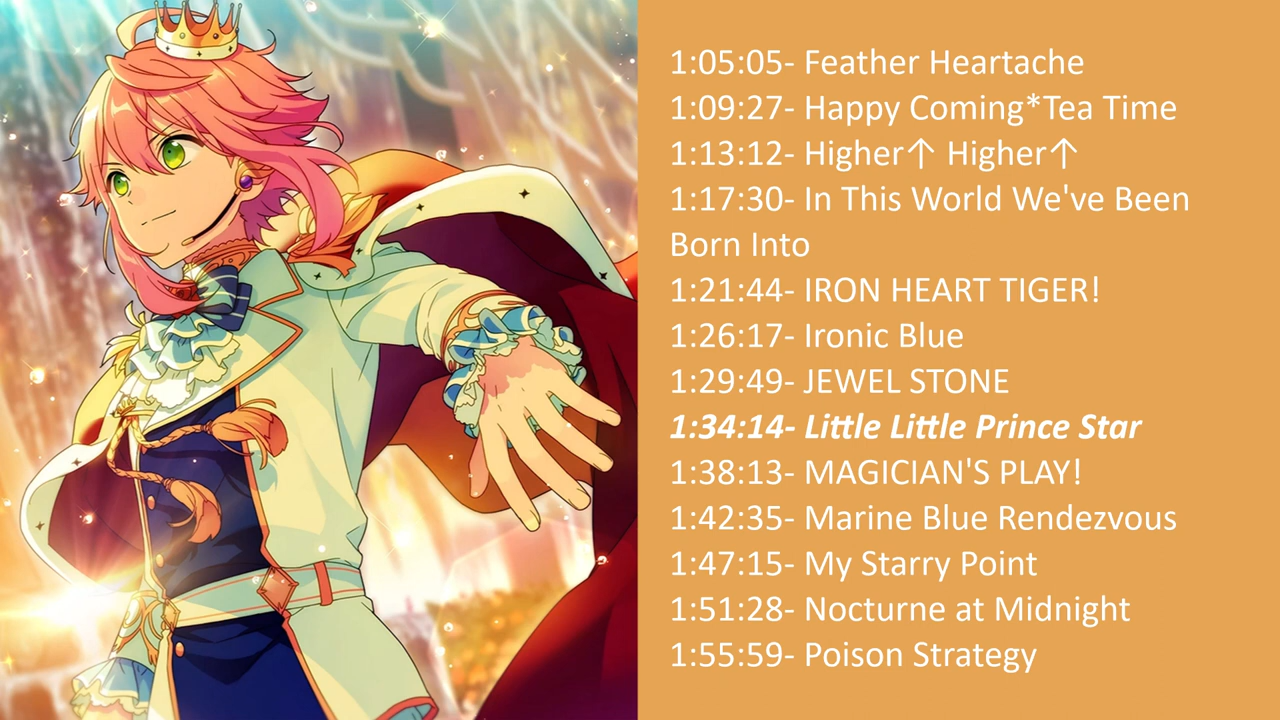 1:05:05- Feather Heartache
1:09:27- Happy Coming*Tea Time
1:13:12- Higher↑ Higher↑
1:17:30- In This World We've Been
Born Into
1:21:44- IRON HEART TIGER!
1:26:17- Ironic Blue
1:29:49- JEWEL STONE
1:34:14- Little Little Prince Star
1:38:13- MAGICIAN'S PLAY!
1:42:35- Marine Blue Rendezvous
1:47:15- My Starry Point
1:51:28- Nocturne at Midnight
1:55:59- Poison Strategy